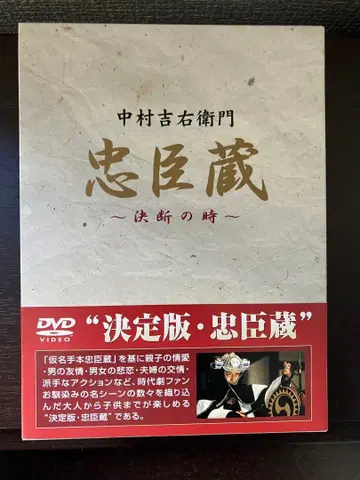 中村吉右衛門
忠臣蔵
〜決断の時〜
DVD
VIDEO
“決定版・忠臣蔵”
「仮名手本忠臣蔵」を基に親子の情愛
・男の友情・男女の悲恋・夫婦の交情・
派手なアクションなど、時代劇ファン
お馴染みの名シーンの数々を織り込
んだ大人から子供までが楽しめる
“決定版・忠臣蔵”である。